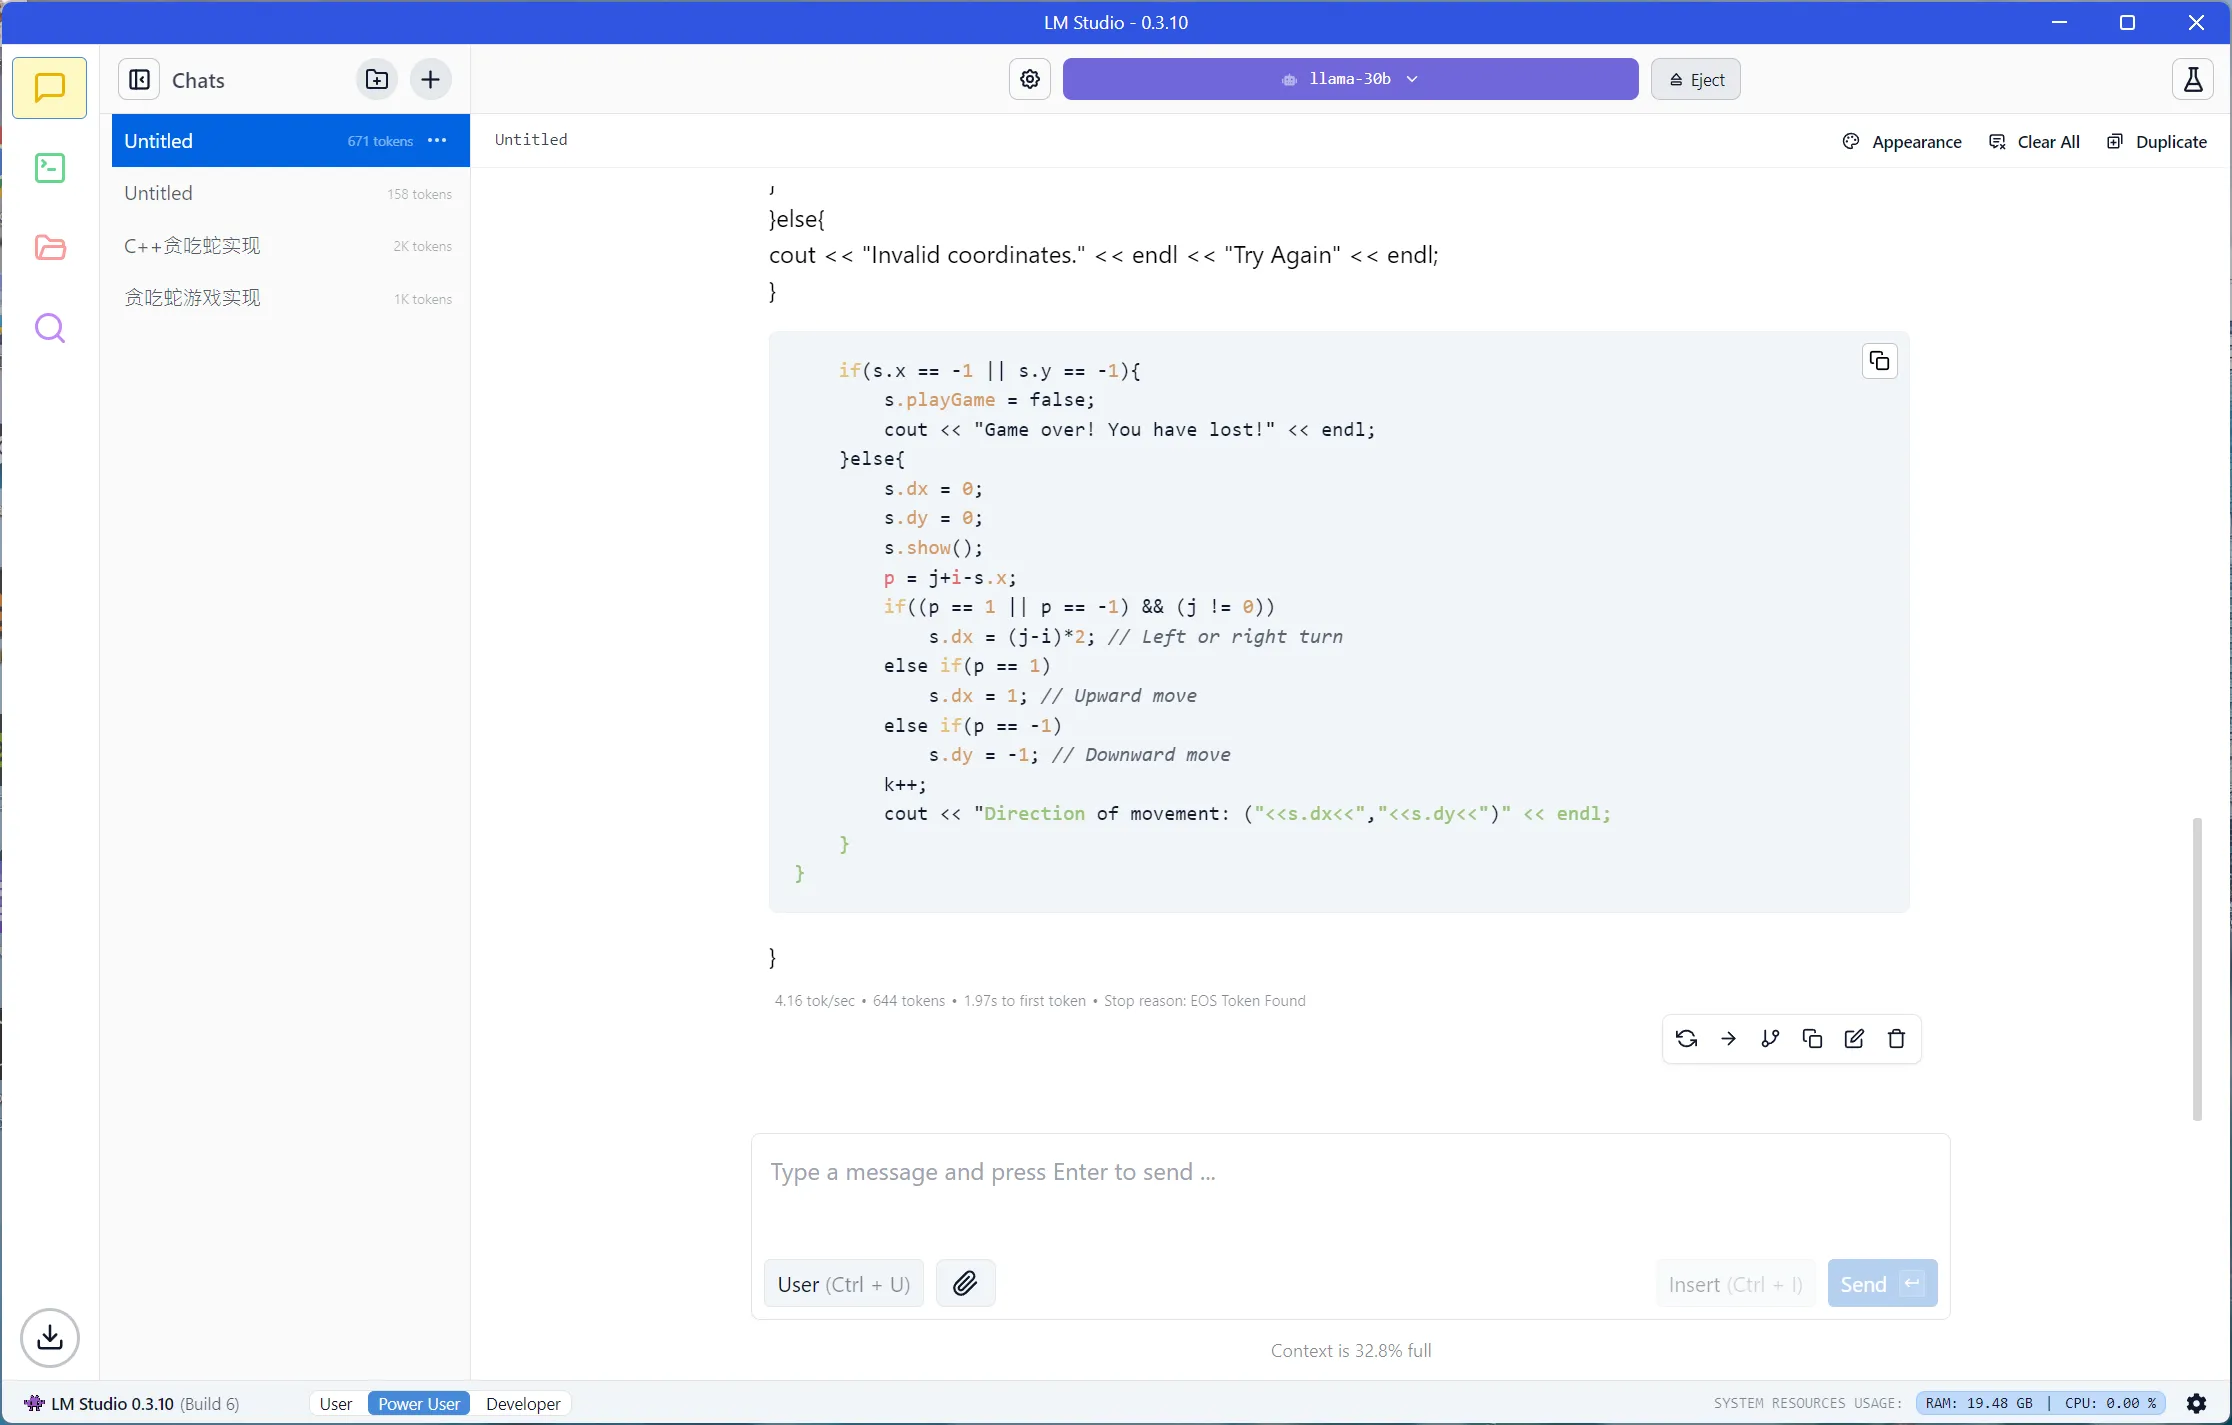 LM Studio - 0.3.10
Chats
llama-30b
Eject
Untitled 671 tokens
Untitled 158 tokens
C++贪吃蛇实现 2K tokens
贪吃蛇游戏实现 1K tokens
Untitled
Appearance
Clear All
Duplicate
}
}else{
cout << "Invalid coordinates." << endl << "Try Again" << endl;
}
if(s.x == -1 || s.y == -1){
s.playGame = false;
cout << "Game over! You have lost!" << endl;
}else{
s.dx = 0;
s.dy = 0;
s.show();
p = j+i-s.x;
if((p == 1 || p == -1) && (j != 0))
s.dx = (j-i)*2; // Left or right turn
else if(p == 1)
s.dx = 1; // Upward move
else if(p == -1)
s.dy = -1; // Downward move
k++;
cout << "Direction of movement: ("<<s.dx<<","<<s.dy<<")" << endl;
}
}
}
4.16 tok/sec • 644 tokens • 1.97s to first token • Stop reason: EOS Token Found
Type a message and press Enter to send ...
User (Ctrl + U)
Insert (Ctrl + I)
Send
Context is 32.8% full
LM Studio 0.3.10 (Build 6)
User
Power User
Developer
SYSTEM RESOURCES USAGE:
RAM: 19.48 GB | CPU: 0.00 %